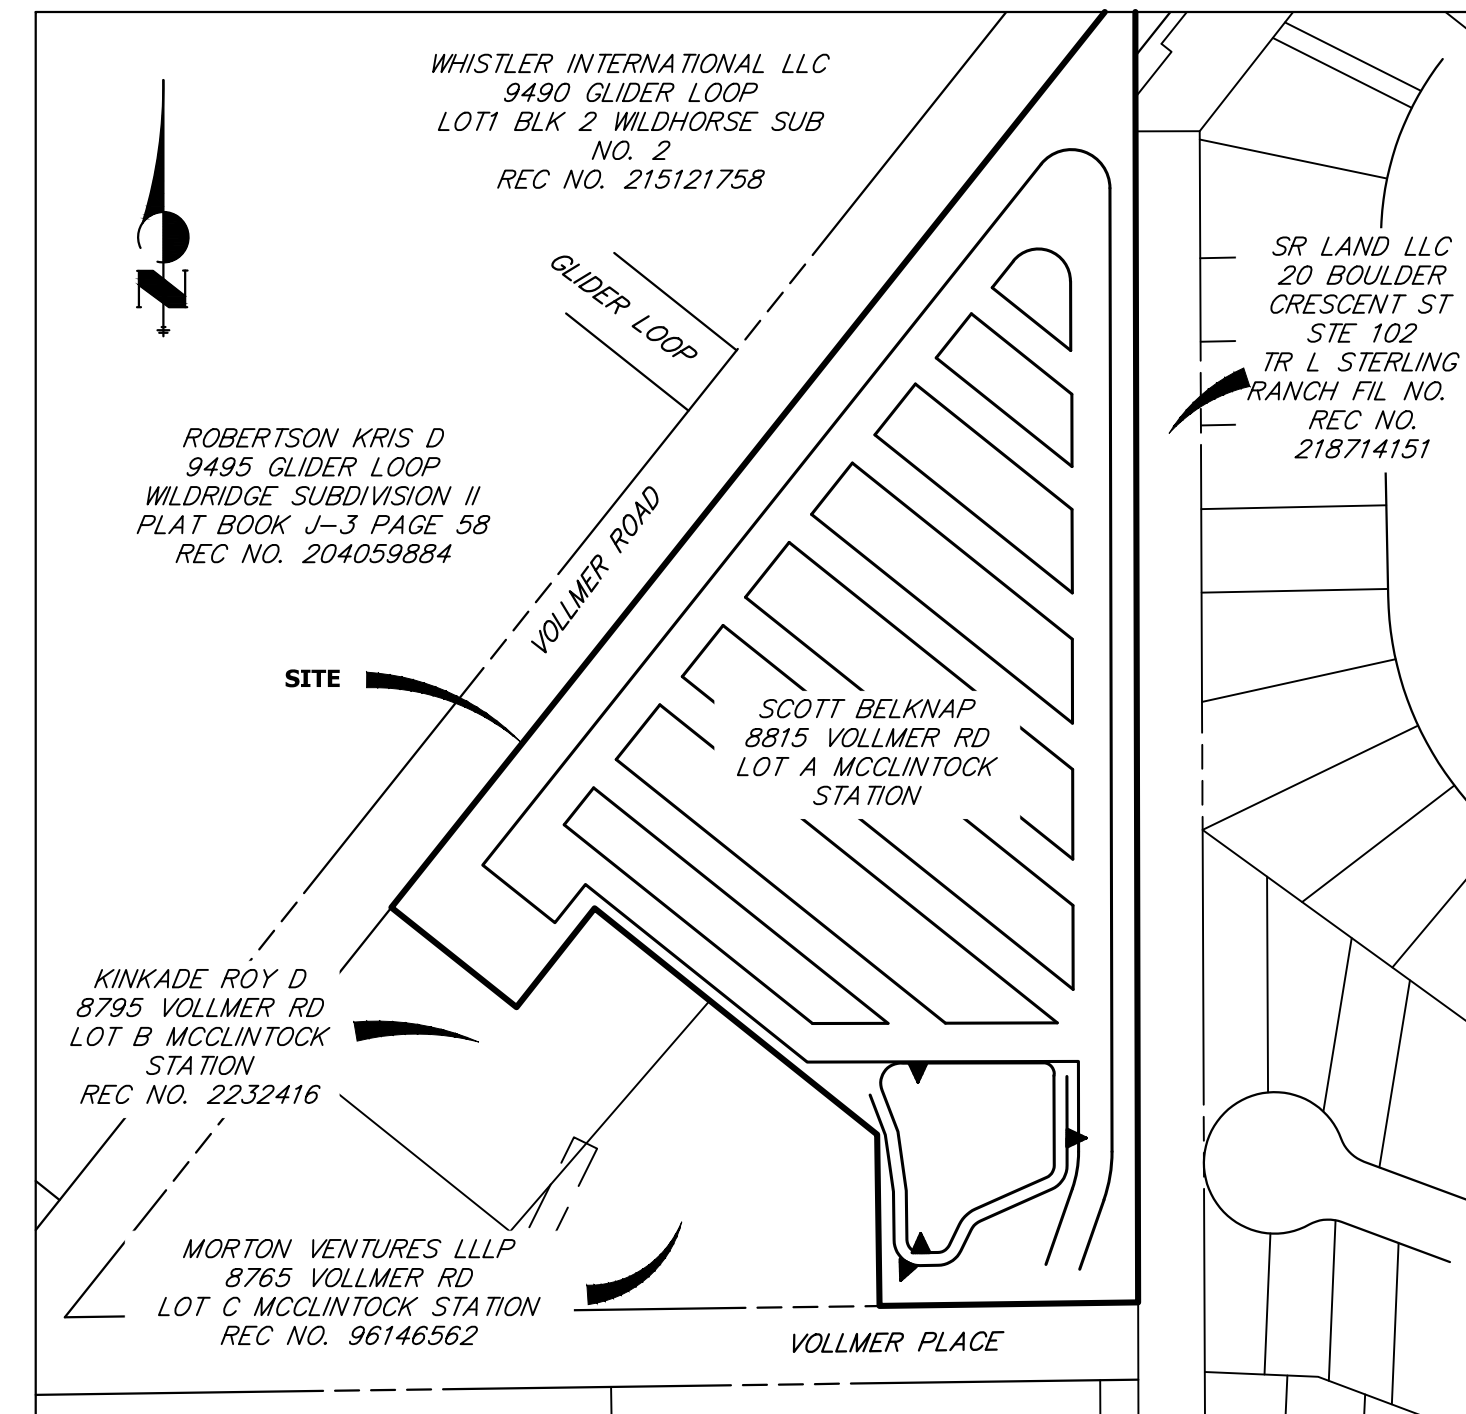 WHISTLER INTERNATIONAL LLC
9490 GLIDER LOOP
LOT1 BLK 2 WILDHORSE SUB
NO. 2
REC NO. 215121758
N
GLIDER LOOP
SR LAND LLC
20 BOULDER
CRESCENT ST
STE 102
TR L STERLING
RANCH FIL NO.
REC NO.
218714151
ROBERTSON KRIS D
9495 GLIDER LOOP
WILDRIDGE SUBDIVISION II
PLAT BOOK J-3 PAGE 58
REC NO. 204059884
VOLLMER ROAD
SITE
SCOTT BELKNAP
8815 VOLLMER RD
LOT A MCCLINTOCK
STATION
KINKADE ROY D
8795 VOLLMER RD
LOT B MCCLINTOCK
STATION
REC NO. 2232416
MORTON VENTURES LLLP
8765 VOLLMER RD
LOT C MCCLINTOCK STATION
REC NO. 96146562
VOLLMER PLACE